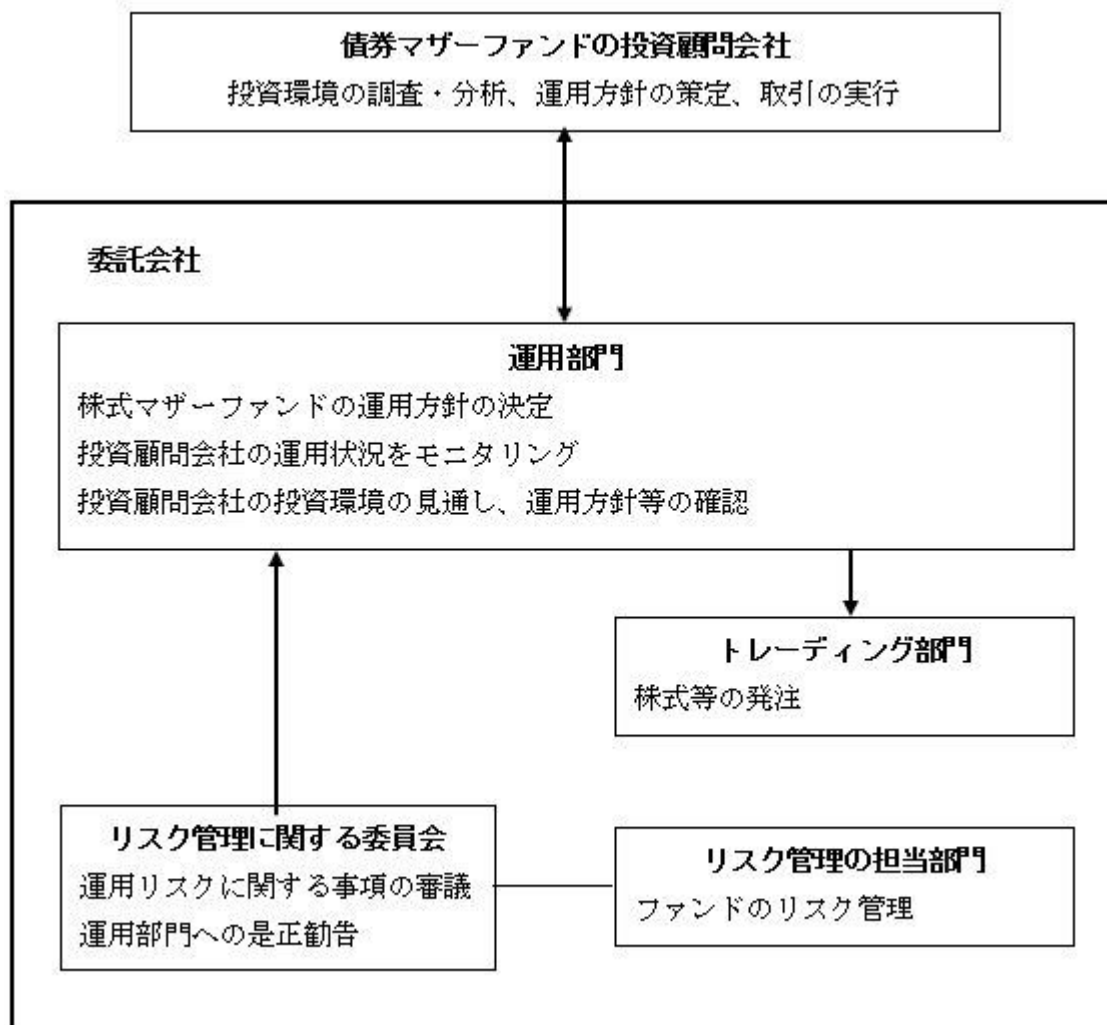 債券マザーファンドの投資顧問会社
投資環境の調査・分析、運用方針の策定、取引の実行
委託会社
運用部門
株式マザーファンドの運用方針の決定
投資顧問会社の運用状況をモニタリング
投資顧問会社の投資環境の見通し、運用方針等の確認
トレーディング部門
株式等の発注
リスク管理に関する委員会
運用リスクに関する事項の審議
運用部門への是正勧告
リスク管理の担当部門
ファンドのリスク管理